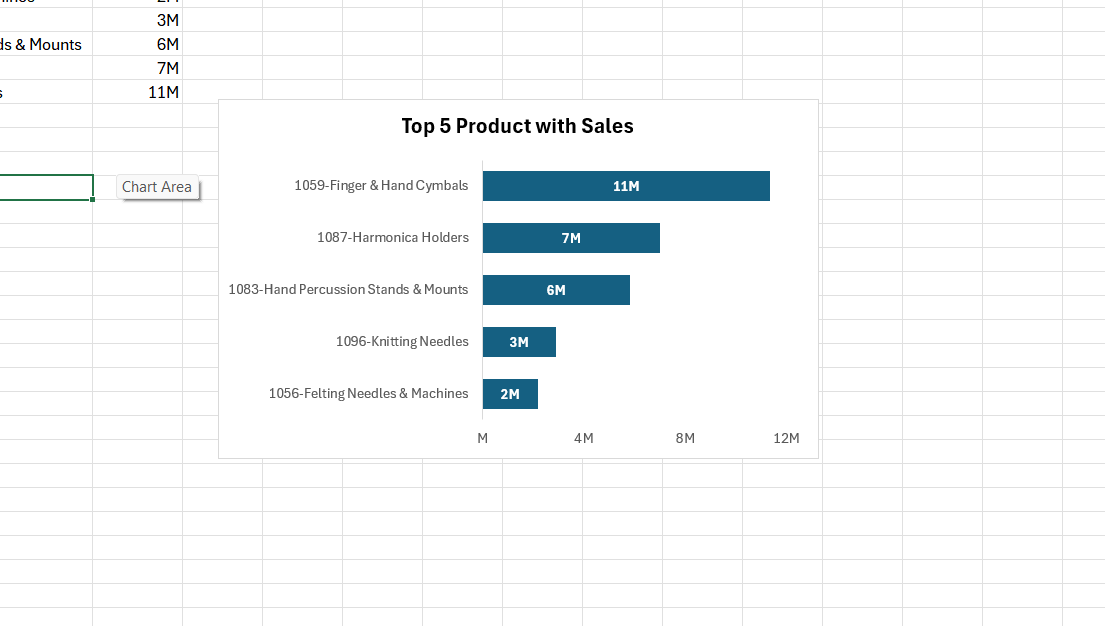 3M
ds & Mounts 6M
7M
s 11M
Top 5 Product with Sales
Chart Area
1059-Finger & Hand Cymbals 11M
1087-Harmonica Holders 7M
1083-Hand Percussion Stands & Mounts 6M
1096-Knitting Needles 3M
1056-Felting Needles & Machines 2M
M 4M 8M 12M